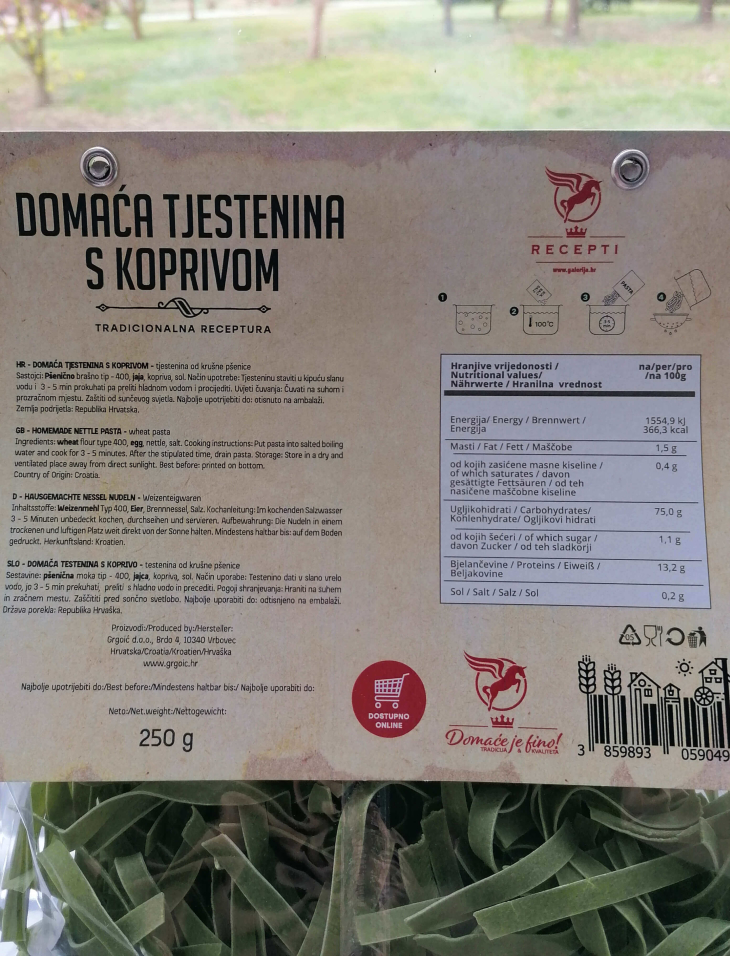 DOMAĆA TJESTENINA
S KOPRIVOM
TRADICIONALNA RECEPTURA
HR - DOMAĆA TJESTENINA S KOPRIVOM - tjestenina od krušne pšenice
Sastojci: Pšenično brašno tip - 400, jaja, kopriva, sol. Način upotrebe: Tjesteninu staviti u kipuću slanu
vodu i 3 - 5 min prokuhati pa preliti hladnom vodom i procijediti. Uvjeti čuvanja: Čuvati na suhom i
prozračnom mjestu. Zaštiti od sunčevog svjetla. Najbolje upotrijebiti do: otisnuto na ambalaži.
Zemlja podrijetla: Republika Hrvatska.
GB - HOMEMADE NETTLE PASTA - wheat pasta
Ingredients: wheat flour type 400, egg, nettle, salt. Cooking instructions: Put pasta into salted boiling
water and cook for 3 - 5 minutes. After the stipulated time, drain pasta. Storage: Store in a dry and
ventilated place away from direct sunlight. Best before: printed on bottom.
Country of Origin: Croatia.
D - HAUSGEMACHTE NESSEL NUDELN - Weizenteigwaren
Inhaltsstoffe: Weizenmehl Typ 400, Eier, Brennnessel, Salz. Kochanleitung: Im kochenden Salzwasser
3 - 5 Minuten unbedeckt kochen, durchseihen und servieren. Aufbewahrung: Die Nudeln in einem
trockenen und luftigen Platz weit direkt von der Sonne halten. Mindestens haltbar bis: auf dem Boden
gedruckt. Herkunftsland: Kroatien.
SLO - DOMAČA TESTENINA S KOPRIVO - testenina od krušne pšenice
Sestavine: pšenična moka tip - 400, jajca, kopriva, sol. Način uporabe: Testenino dati v slano vrelo
vodo, jo 3 - 5 min prekuhati, preliti s hladno vodo in precediti. Pogoji shranjevanja: Hraniti na suhem
in zračnem mestu. Zaščititi pred sončno svetlobo. Najbolje uporabiti do: odtisnjeno na embalaži.
Država porekla: Republika Hrvaška.
Proizvodi:/Produced by:/Hersteller:
Grgoić d.o.o., Brdo 4, 10340 Vrbovec
Hrvatska/Croatia/Kroatien/Hrvaška
www.grgoic.hr
Najbolje upotrijebiti do:/Best before:/Mindestens haltbar bis:/ Najbolje uporabiti do:
Neto:/Net.weight:/Nettogewicht:
250 g
RECEPTI
www.galerije.hr
1
2
100°C
3
PASTA
4
Hranjive vrijednosti / na/per/pro
Nutritional values/ /na 100g
Nährwerte / Hranilna vrednost
Energija/ Energy / Brennwert / 1554,9 kJ
Energija 366,3 kcal
Masti / Fat / Fett / Maščobe 1,5 g
od kojih zasićene masne kiseline / 0,4 g
of which saturates / davon
gesättigte Fettsäuren / od teh
nasičene maščobne kiseline
Ugljikohidrati / Carbohydrates/ 75,0 g
Kohlenhydrate/ Ogljikovi hidrati
od kojih šećeri / of which sugar / 1,1 g
davon Zucker / od teh sladkorji
Bjelančevine / Proteins / Eiweiß / 13,2 g
Beljakovine
Sol / Salt / Salz / Sol 0,2 g
05
DOSTUPNO
ONLINE
Domaće je fino!
TRADICIJA & KVALITETA
3 859893 059049